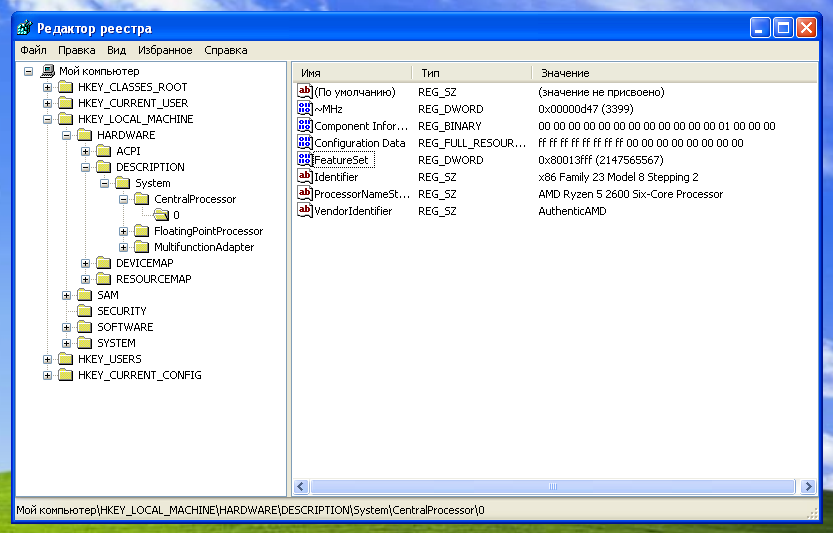 Редактор реестра
Файл Правка Вид Избранное Справка
Мой компьютер
HKEY_CLASSES_ROOT
HKEY_CURRENT_USER
HKEY_LOCAL_MACHINE
HARDWARE
ACPI
DESCRIPTION
System
CentralProcessor
0
FloatingPointProcessor
MultifunctionAdapter
DEVICEMAP
RESOURCEMAP
SAM
SECURITY
SOFTWARE
SYSTEM
HKEY_USERS
HKEY_CURRENT_CONFIG
Имя Тип Значение
(По умолчанию) REG_SZ (значение не присвоено)
~MHz REG_DWORD 0x00000d47 (3399)
Component Infor... REG_BINARY 00 00 00 00 00 00 00 00 00 00 00 00 01 00 00 00
Configuration Data REG_FULL_RESOUR... ff ff ff ff ff ff ff ff 00 00 00 00 00 00 00 00
FeatureSet REG_DWORD 0x80013fff (2147565567)
Identifier REG_SZ x86 Family 23 Model 8 Stepping 2
ProcessorNameSt... REG_SZ AMD Ryzen 5 2600 Six-Core Processor
VendorIdentifier REG_SZ AuthenticAMD
Мой компьютер\HKEY_LOCAL_MACHINE\HARDWARE\DESCRIPTION\System\CentralProcessor\0